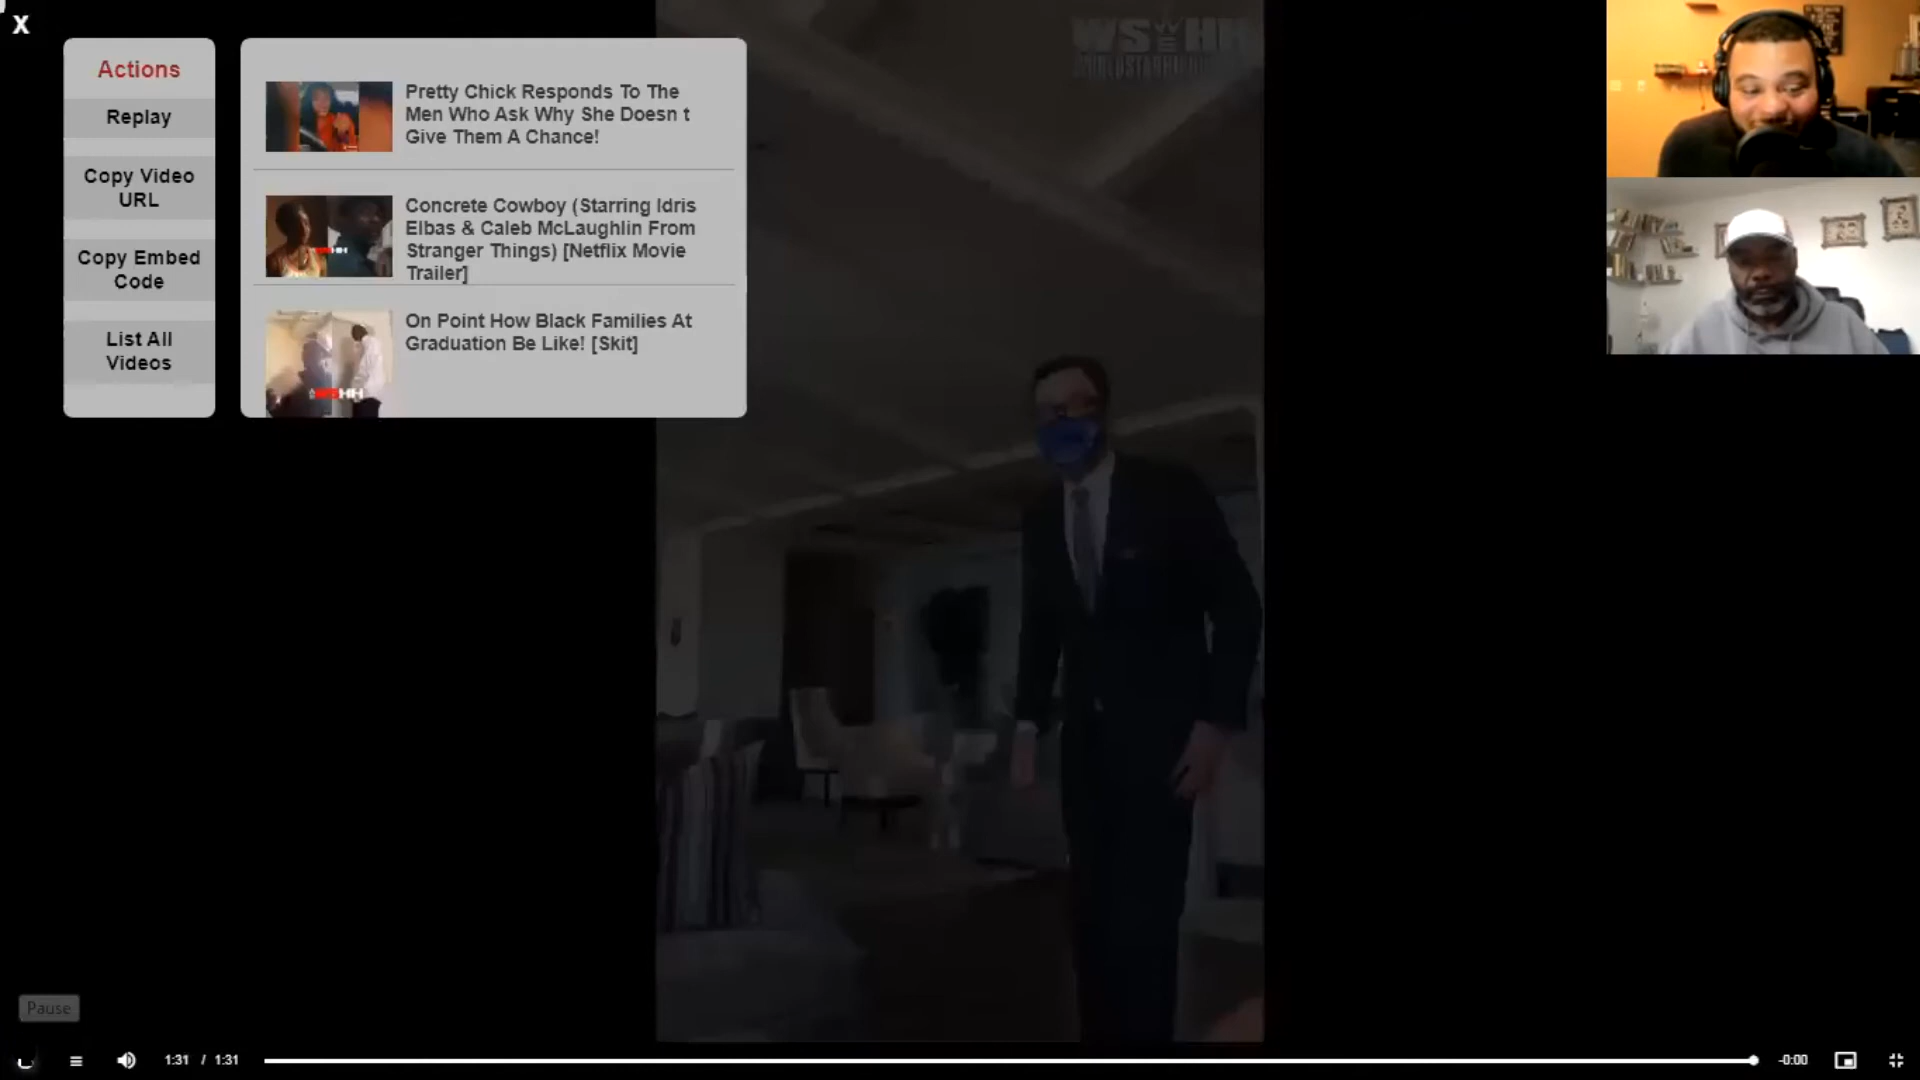 X
Actions
Replay
Copy Video
URL
Copy Embed
Code
List All
Videos
Pretty Chick Responds To The
Men Who Ask Why She Doesn t
Give Them A Chance!
Concrete Cowboy (Starring Idris
Elbas & Caleb McLaughlin From
Stranger Things) [Netflix Movie
Trailer]
On Point How Black Families At
Graduation Be Like! [Skit]
WSHH
WE
Pause
1:31 / 1:31
-0:00